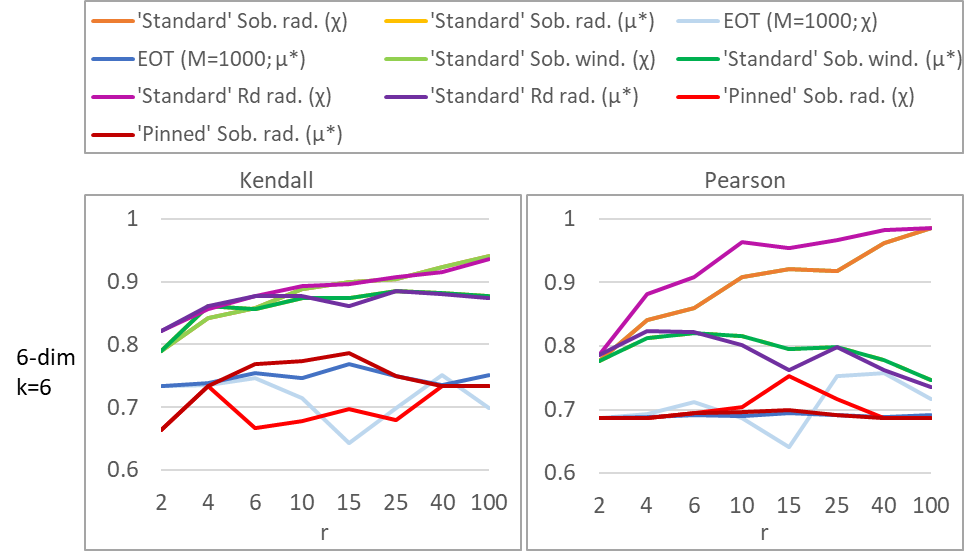 'Standard' Sob. rad. (χ) 'Standard' Sob. rad. (μ*) EOT (M=1000; χ)
EOT (M=1000; μ*) 'Standard' Sob. wind. (χ) 'Standard' Sob. wind. (μ*)
'Standard' Rd rad. (χ) 'Standard' Rd rad. (μ*) 'Pinned' Sob. rad. (χ)
'Pinned' Sob. rad. (μ*)
Kendall
1
0.9
0.8
0.7
0.6
2 4 6 10 15 25 40 100
r
Pearson
1
0.9
0.8
0.7
0.6
2 4 6 10 15 25 40 100
r
6-dim
k=6